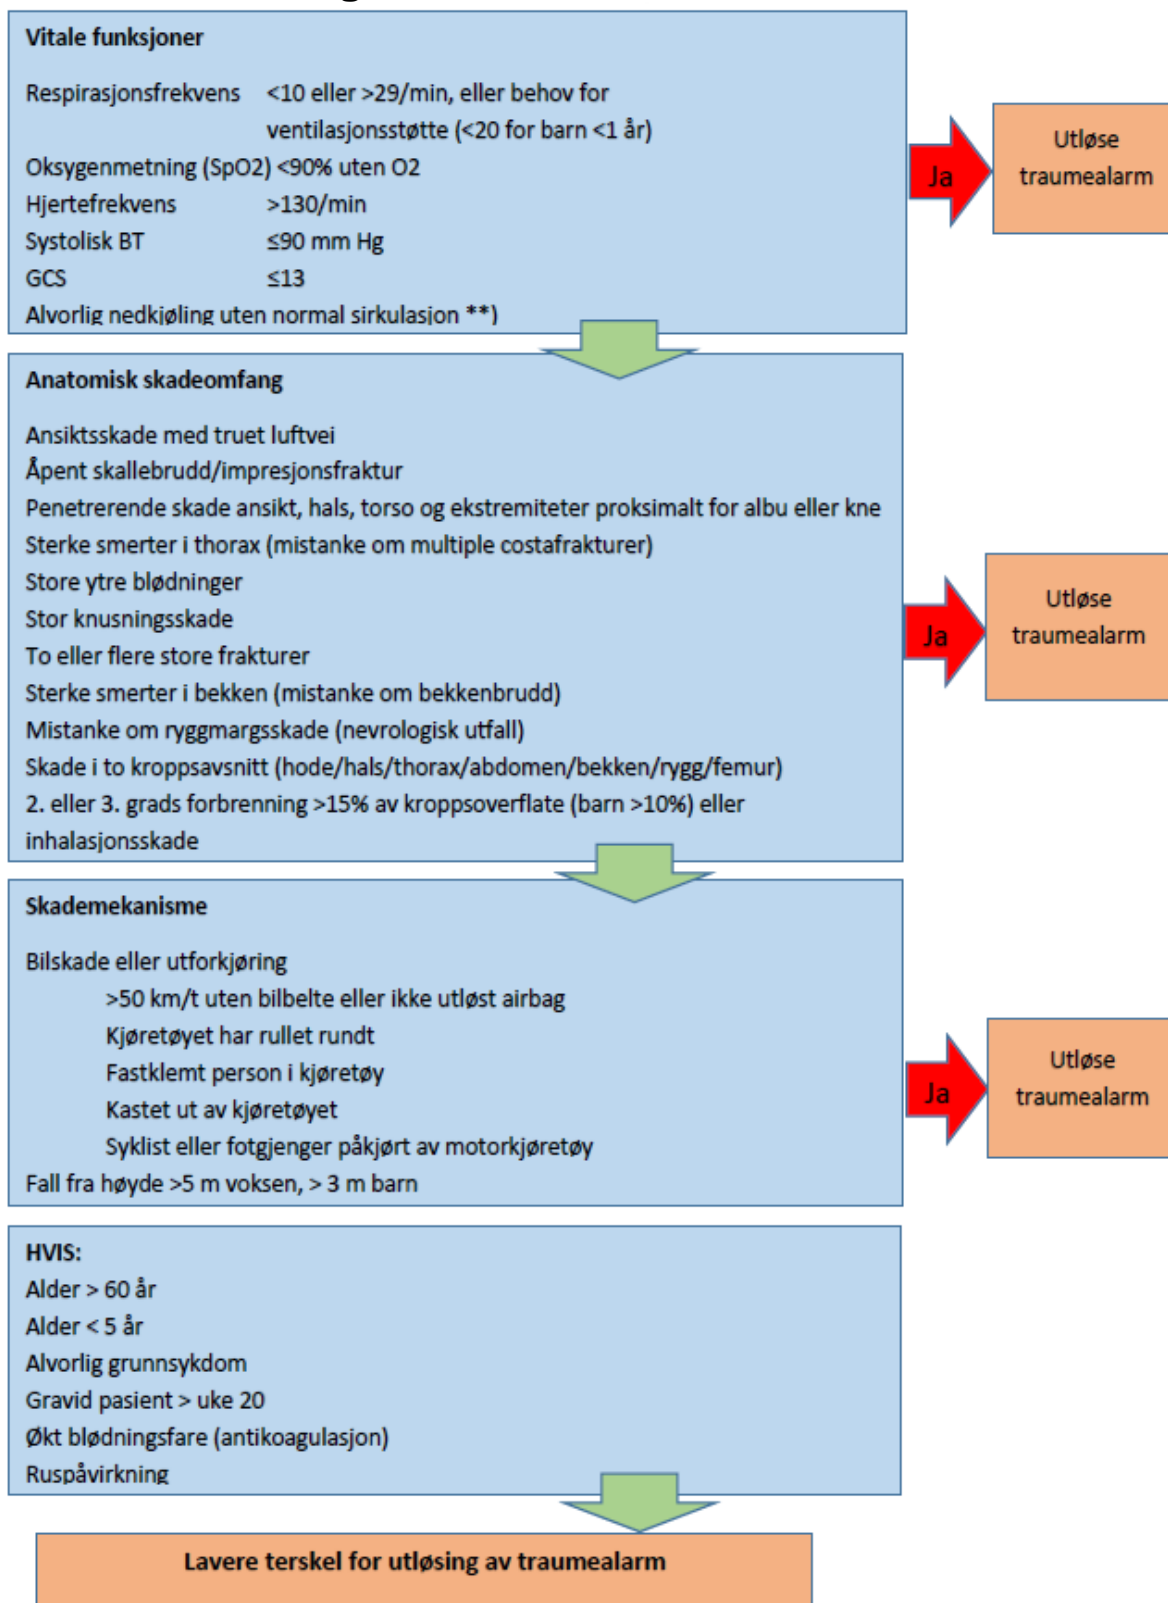 Vitale funksjoner
Respirasjonsfrekvens <10 eller >29/min, eller behov for
ventilasjonsstøtte (<20 for barn <1 år)
Oksygenmetning (SpO2) <90% uten O2
Hjertefrekvens >130/min
Systolisk BT ≤90 mm Hg
GCS ≤13
Alvorlig nedkjøling uten normal sirkulasjon **)
Ja
Utløse
traumealarm
Anatomisk skadeomfang
Ansiktsskade med truet luftvei
Åpent skallebrudd/impresjonsfraktur
Penetrerende skade ansikt, hals, torso og ekstremiteter proksimalt for albu eller kne
Sterke smerter i thorax (mistanke om multiple costafrakturer)
Store ytre blødninger
Stor knusningsskade
To eller flere store frakturer
Sterke smerter i bekken (mistanke om bekkenbrudd)
Mistanke om ryggmargsskade (nevrologisk utfall)
Skade i to kroppsavsnitt (hode/hals/thorax/abdomen/bekken/rygg/femur)
2. eller 3. grads forbrenning >15% av kroppsoverflate (barn >10%) eller
inhalasjonsskade
Ja
Utløse
traumealarm
Skademekanisme
Bilskade eller utforkjøring
>50 km/t uten bilbelte eller ikke utløst airbag
Kjøretøyet har rullet rundt
Fastklemt person i kjøretøy
Kastet ut av kjøretøyet
Syklist eller fotgjenger påkjørt av motorkjøretøy
Fall fra høyde >5 m voksen, > 3 m barn
Ja
Utløse
traumealarm
HVIS:
Alder > 60 år
Alder < 5 år
Alvorlig grunnsykdom
Gravid pasient > uke 20
Økt blødningsfare (antikoagulasjon)
Ruspåvirkning
Lavere terskel for utløsing av traumealarm